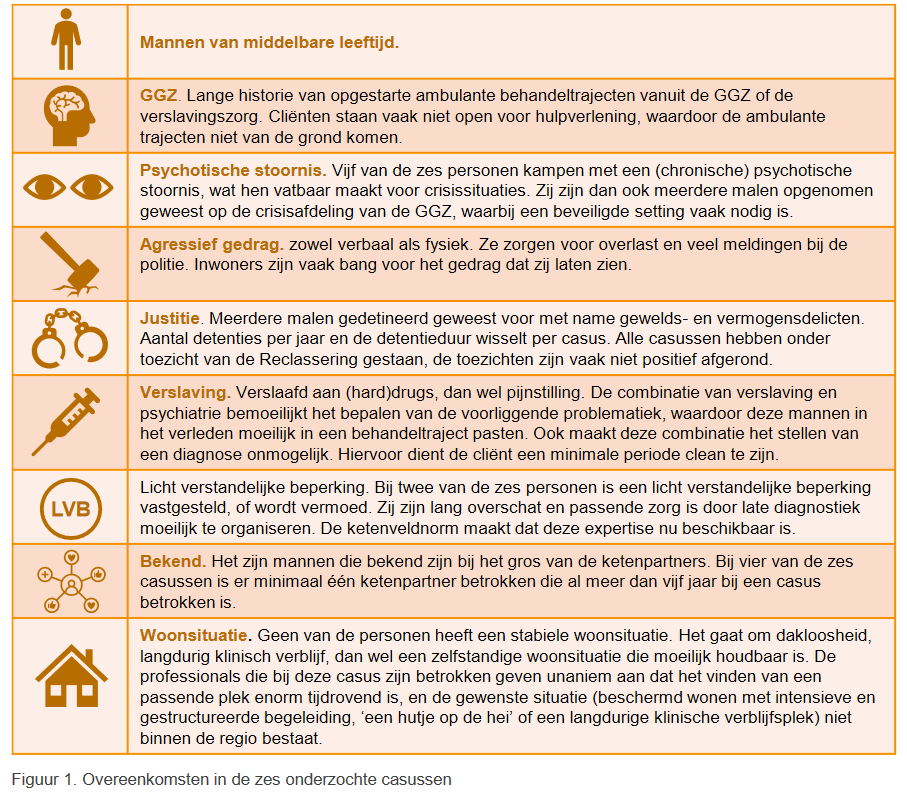 Mannen van middelbare leeftijd.
GGZ. Lange historie van opgestarte ambulante behandeltrajecten vanuit de GGZ of de
verslavingszorg. Cliënten staan vaak niet open voor hulpverlening, waardoor de ambulante
trajecten niet van de grond komen.
Psychotische stoornis. Vijf van de zes personen kampen met een (chronische) psychotische
stoornis, wat hen vatbaar maakt voor crisissituaties. Zij zijn dan ook meerdere malen opgenomen
geweest op de crisisafdeling van de GGZ, waarbij een beveiligde setting vaak nodig is.
Agressief gedrag. zowel verbaal als fysiek. Ze zorgen voor overlast en veel meldingen bij de
politie. Inwoners zijn vaak bang voor het gedrag dat zij laten zien.
Justitie. Meerdere malen gedetineerd geweest voor met name gewelds- en vermogensdelicten.
Aantal detenties per jaar en de detentieduur wisselt per casus. Alle casussen hebben onder
toezicht van de Reclassering gestaan, de toezichten zijn vaak niet positief afgerond.
Verslaving. Verslaafd aan (hard)drugs, dan wel pijnstilling. De combinatie van verslaving en
psychiatrie bemoeilijkt het bepalen van de voorliggende problematiek, waardoor deze mannen in
het verleden moeilijk in een behandeltraject pasten. Ook maakt deze combinatie het stellen van
een diagnose onmogelijk. Hiervoor dient de cliënt een minimale periode clean te zijn.
LVB
Licht verstandelijke beperking. Bij twee van de zes personen is een licht verstandelijke beperking
vastgesteld, of wordt vermoed. Zij zijn lang overschat en passende zorg is door late diagnostiek
moeilijk te organiseren. De ketenveldnorm maakt dat deze expertise nu beschikbaar is.
Bekend. Het zijn mannen die bekend zijn bij het gros van de ketenpartners. Bij vier van de zes
casussen is er minimaal één ketenpartner betrokken die al meer dan vijf jaar bij een casus
betrokken is.
Woonsituatie. Geen van de personen heeft een stabiele woonsituatie. Het gaat om dakloosheid,
langdurig klinisch verblijf, dan wel een zelfstandige woonsituatie die moeilijk houdbaar is. De
professionals die bij deze casus zijn betrokken geven unaniem aan dat het vinden van een
passende plek enorm tijdrovend is, en de gewenste situatie (beschermd wonen met intensieve en
gestructureerde begeleiding, ‘een hutje op de hei’ of een langdurige klinische verblijfsplek) niet
binnen de regio bestaat.
Figuur 1. Overeenkomsten in de zes onderzochte casussen